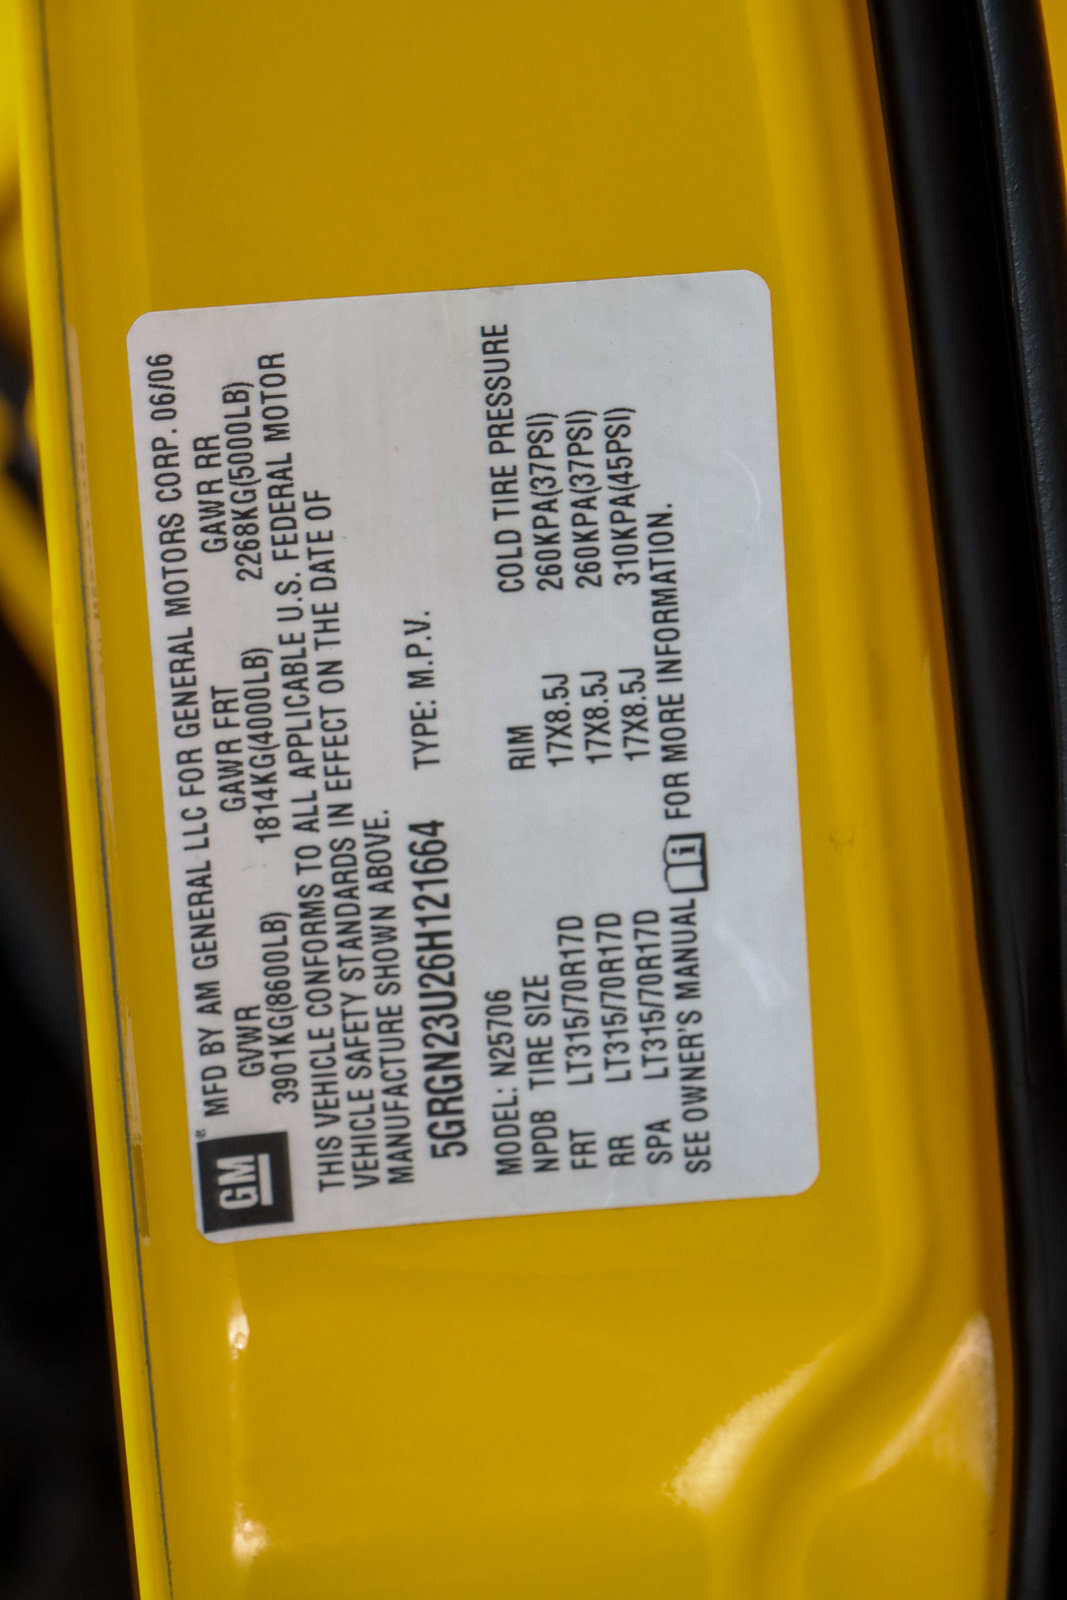 GM
MFD BY AM GENERAL LLC FOR GENERAL MOTORS CORP. 06/06
GVWR GAWR FRT GAWR RR
3901KG(8600LB) 1814KG(4000LB) 2268KG(5000LB)
THIS VEHICLE CONFORMS TO ALL APPLICABLE U.S. FEDERAL MOTOR
VEHICLE SAFETY STANDARDS IN EFFECT ON THE DATE OF
MANUFACTURE SHOWN ABOVE.
5GRGN23U26H121664 TYPE: M.P.V.
MODEL: N25706
NPDB TIRE SIZE RIM COLD TIRE PRESSURE
FRT LT315/70R17D 17X8.5J 260KPA(37PSI)
RR LT315/70R17D 17X8.5J 260KPA(37PSI)
SPA LT315/70R17D 17X8.5J 310KPA(45PSI)
SEE OWNER'S MANUAL i FOR MORE INFORMATION.